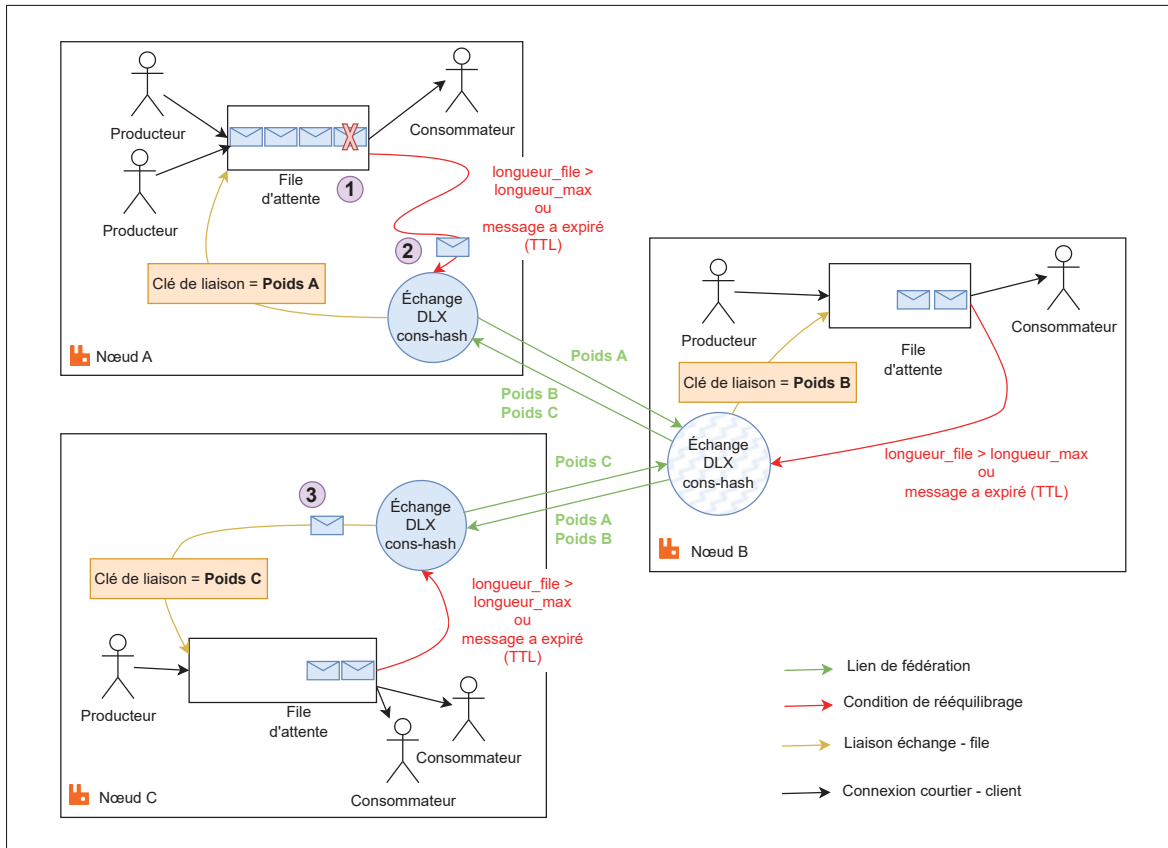 Producteur
Producteur
Consommateur
File
d'attente
1
longueur_file >
longueur_max
ou
message a expiré
(TTL)
2
Clé de liaison = Poids A
Échange
DLX
cons-hash
Nœud A
Poids A
Poids B
Poids C
Producteur
Consommateur
File
d'attente
Clé de liaison = Poids B
Échange
DLX
cons-hash
longueur_file > longueur_max
ou
message a expiré (TTL)
Nœud B
Poids C
Poids A
Poids B
3
Échange
DLX
cons-hash
Clé de liaison = Poids C
longueur_file >
longueur_max
ou
message a expiré
(TTL)
Producteur
File
d'attente
Consommateur
Consommateur
Nœud C
Lien de fédération
Condition de rééquilibrage
Liaison échange - file
Connexion courtier - client